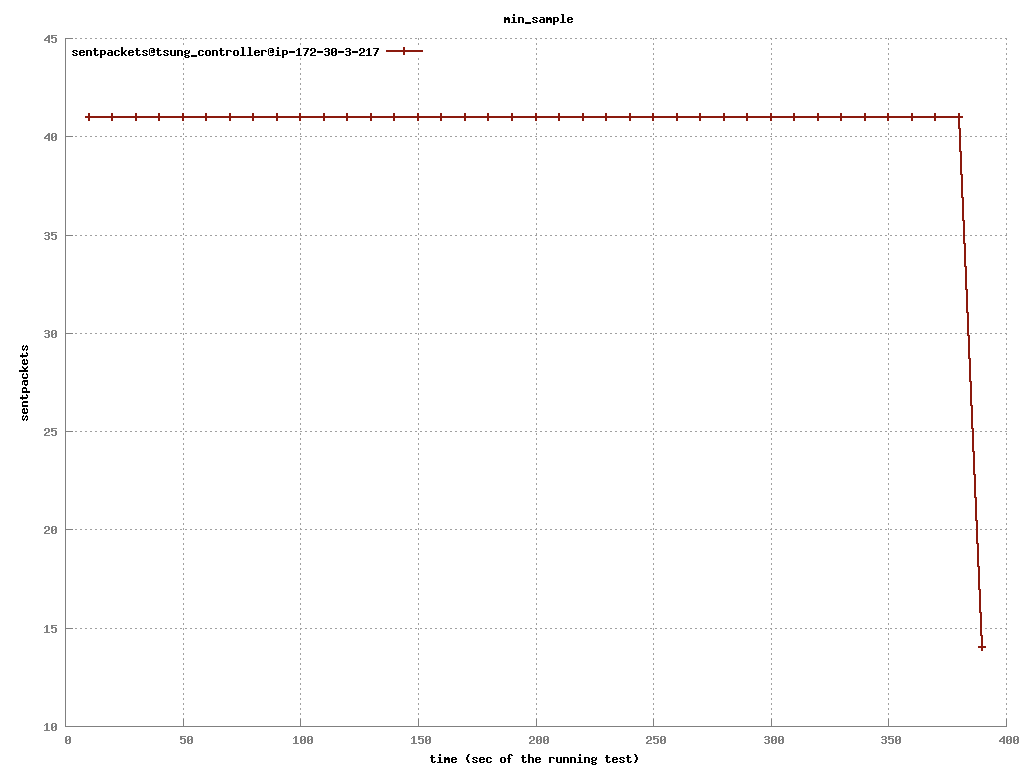 min_sample
sentpackets@tsung_controller@ip-172-30-3-217
45
40
35
30
25
20
15
10
sentpackets
0 50 100 150 200 250 300 350 400
time (sec of the running test)